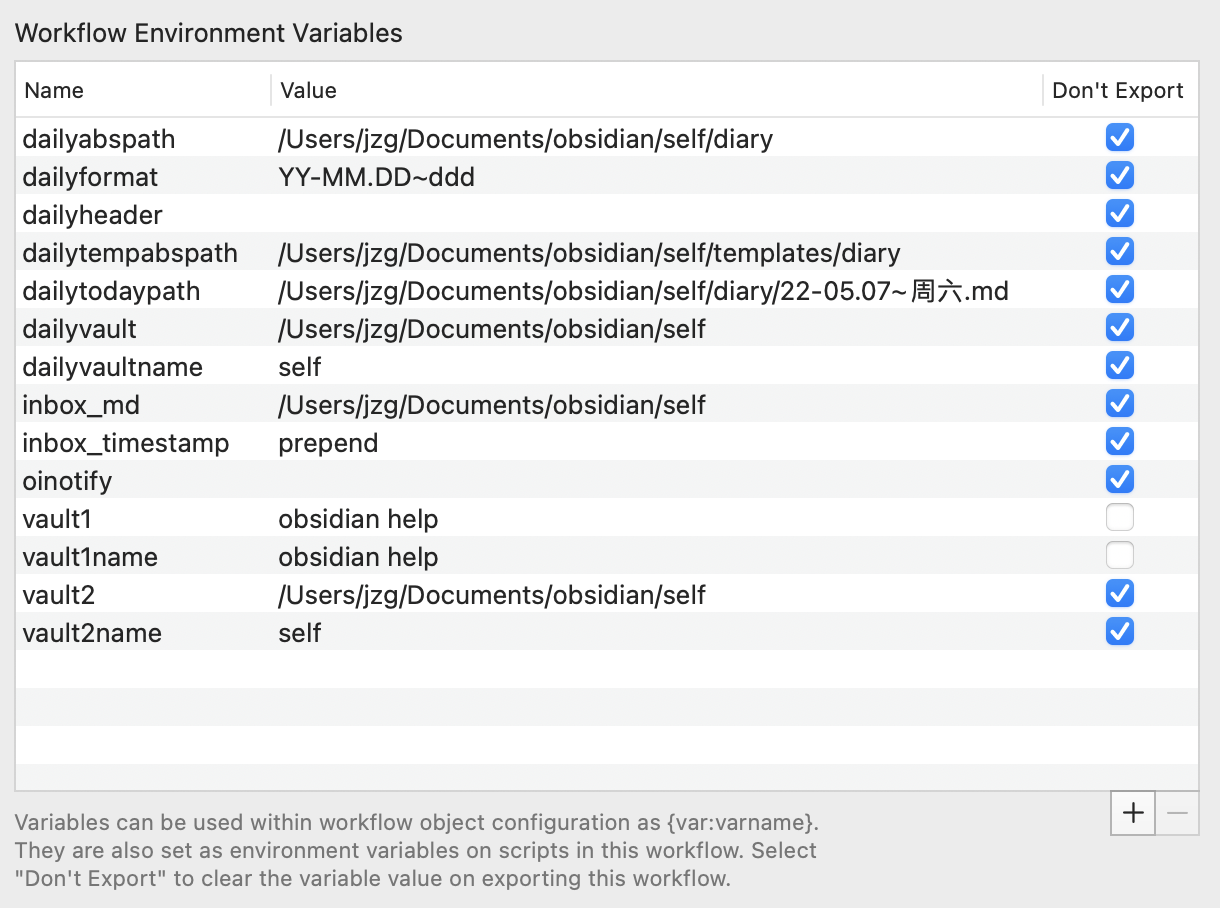 Workflow Environment Variables
Name Value Don't Export
dailyabspath /Users/jzg/Documents/obsidian/self/diary
dailyformat YY-MM.DD~ddd
dailyheader
dailytempabspath /Users/jzg/Documents/obsidian/self/templates/diary
dailytodaypath /Users/jzg/Documents/obsidian/self/diary/22-05.07~周六.md
dailyvault /Users/jzg/Documents/obsidian/self
dailyvaultname self
inbox_md /Users/jzg/Documents/obsidian/self
inbox_timestamp prepend
oinotify
vault1 obsidian help
vault1name obsidian help
vault2 /Users/jzg/Documents/obsidian/self
vault2name self
Variables can be used within workflow object configuration as {var:varname}.
They are also set as environment variables on scripts in this workflow. Select
"Don't Export" to clear the variable value on exporting this workflow.